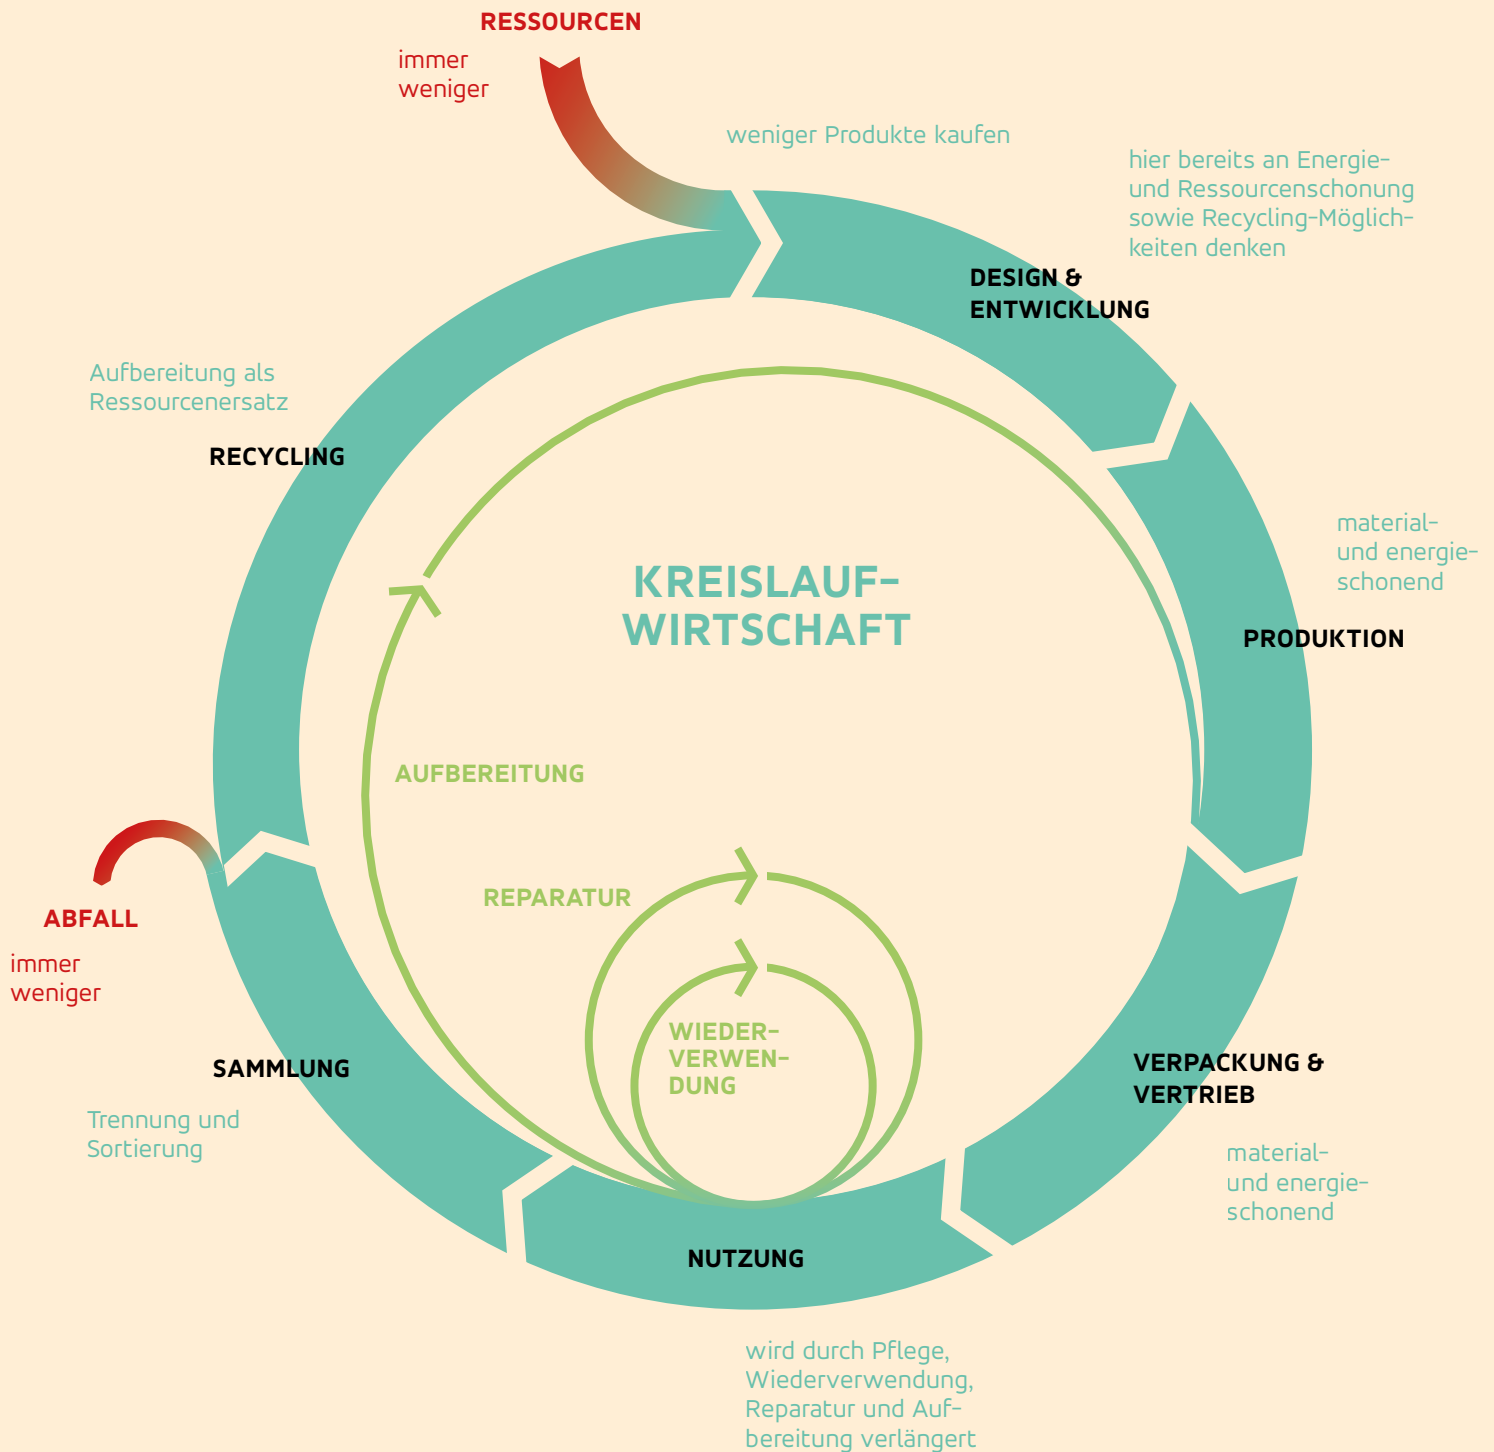 RESSOURCEN
immer
weniger
weniger Produkte kaufen
hier bereits an Energie-
und Ressourcenschonung
sowie Recycling-Möglich-
keiten denken
DESIGN &
ENTWICKLUNG
Aufbereitung als
Ressourcenersatz
RECYCLING
material-
und energie-
schonend
PRODUKTION
KREISLAUF-
WIRTSCHAFT
AUFBEREITUNG
REPARATUR
WIEDER-
VERWEN-
DUNG
ABFALL
immer
weniger
SAMMLUNG
Trennung und
Sortierung
VERPACKUNG &
VERTRIEB
material-
und energie-
schonend
NUTZUNG
wird durch Pflege,
Wiederverwendung,
Reparatur und Auf-
bereitung verlängert